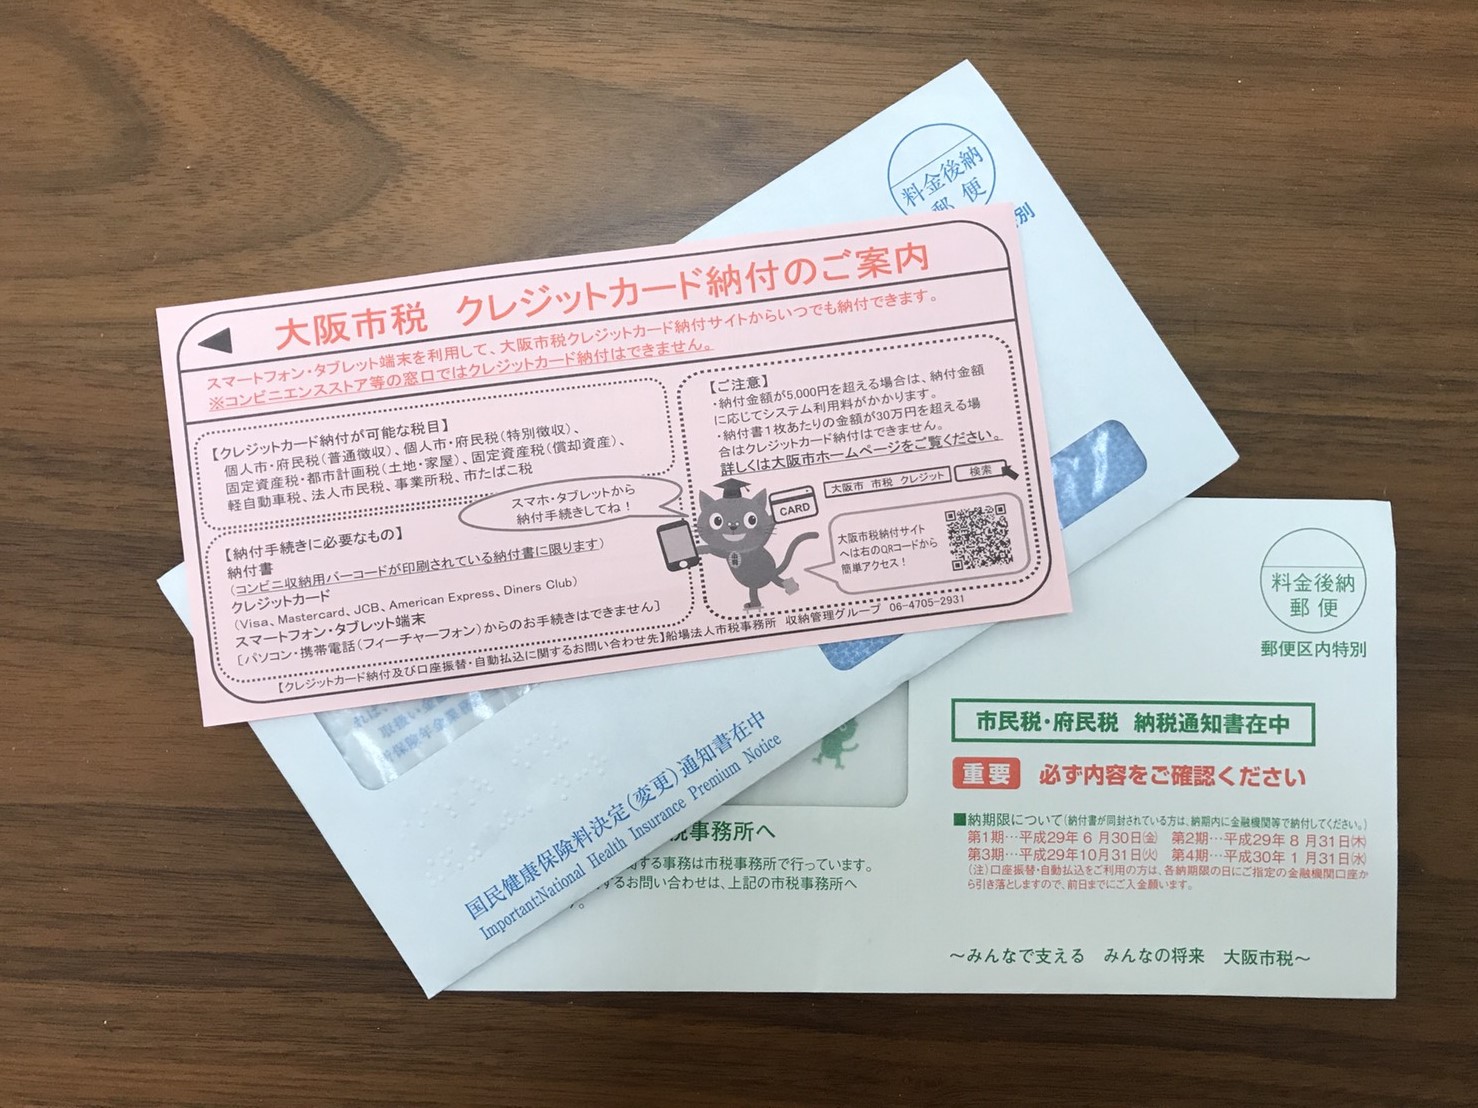 大阪市税 クレジットカード納付のご案内
スマートフォン・タブレット端末を利用して、大阪市税クレジットカード納付サイトからいつでも納付できます。
※コンビニエンスストア等の窓口ではクレジットカード納付はできません。
【クレジットカード納付が可能な税目】
個人市・府民税(普通徴収)、個人市・府民税(特別徴収)、
固定資産税・都市計画税(土地・家屋)、固定資産税(償却資産)、
軽自動車税、法人市民税、事業所税、市たばこ税
スマホ・タブレットから
納付手続きしてね!
【納付手続きに必要なもの】
納付書
(コンビニ収納用バーコードが印刷されている納付書に限ります)
クレジットカード
(Visa、Mastercard、JCB、American Express、Diners Club)
スマートフォン・タブレット端末
[パソコン・携帯電話(フィーチャーフォン)からのお手続きはできません]
【ご注意】
・納付金額が5,000円を超える場合は、納付金額
に応じてシステム利用料がかかります。
・納付書1枚あたりの金額が30万円を超える場
合はクレジットカード納付はできません。
詳しくは大阪市ホームページをご覧ください。
大阪市 市税 クレジット 検索
CARD
大阪市税納付サイト
へは右のQRコードから
簡単アクセス!
【クレジットカード納付及び口座振替・自動払込に関するお問い合わせ先】船場法人市税事務所 収納管理グループ 06-4705-2931
料金後納
郵便
別
国民健康保険料決定(変更)通知書在中
Important:National Health Insurance Premium Notice
料金後納
郵便
郵便区内特別
市民税・府民税 納税通知書在中
重要 必ず内容をご確認ください
■納期限について(納付書が同封されている方は、納期内に金融機関等で納付してください。)
第1期…平成29年6月30日(金) 第2期…平成29年8月31日(木)
第3期…平成29年10月31日(火) 第4期…平成30年1月31日(水)
(注)口座振替・自動払込をご利用の方は、各納期限の日にご指定の金融機関口座か
ら引き落としますので、前日までにご入金願います。
税事務所へ
する事務は市税事務所で行っています。
するお問い合わせは、上記の市税事務所へ
～みんなで支える みんなの将来 大阪市税～